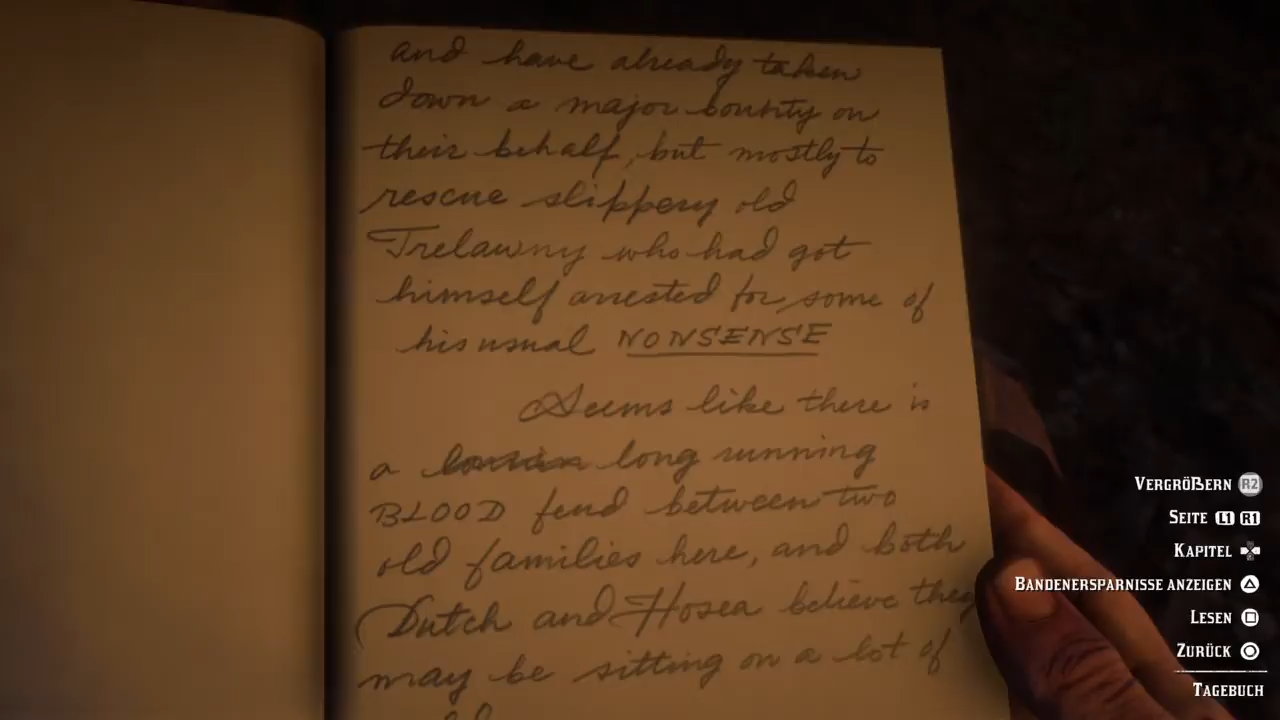 and have already taken
down a major bounty on
their behalf, but mostly to
rescue slippery old
Trelawny who had got
himself arrested for some of
his usual NONSENSE
Seems like there is
a long running
BLOOD feud between two
old families here, and both
Dutch and Hosea believe they
may be sitting on a lot of
VERGRÖẞERN R2
SEITE L1 R1
KAPITEL
BANDENERSPARNISSE ANZEIGEN
LESEN
ZURÜCK
TAGEBUCH